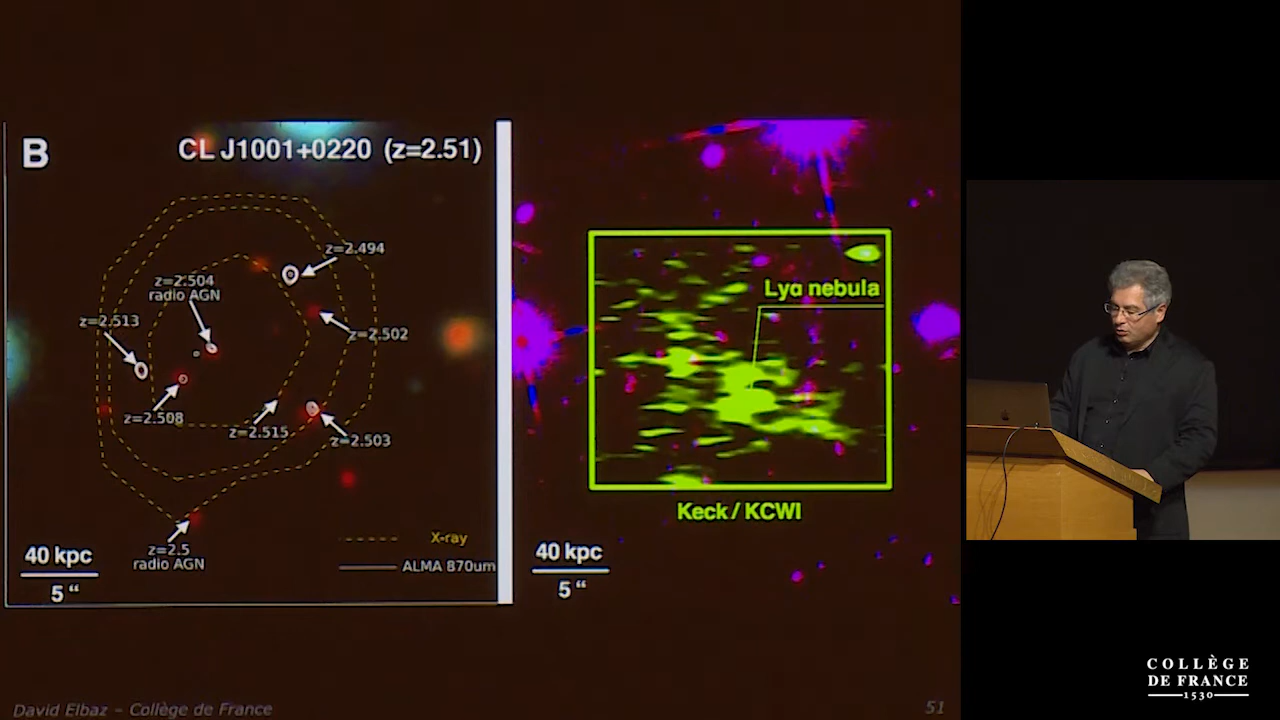 B
CL J1001+0220 (z=2.51)
z=2.494
z=2.504
radio AGN
z=2.513
z=2.502
z=2.508
z=2.515
z=2.503
z=2.5
radio AGN
X-ray
ALMA 870um
40 kpc
5 “
Lyα nebula
Keck / KCWI
40 kpc
5 “
David Elbaz – Collège de France
51
COLLÈGE
DE FRANCE
1530